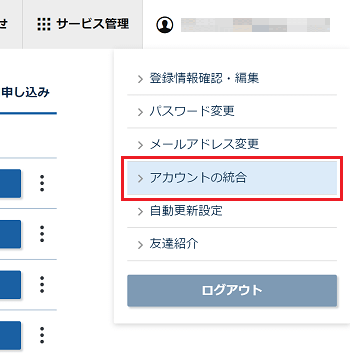 せ
サービス管理
申し込み
登録情報確認・編集
パスワード変更
メールアドレス変更
アカウントの統合
自動更新設定
友達紹介
ログアウト